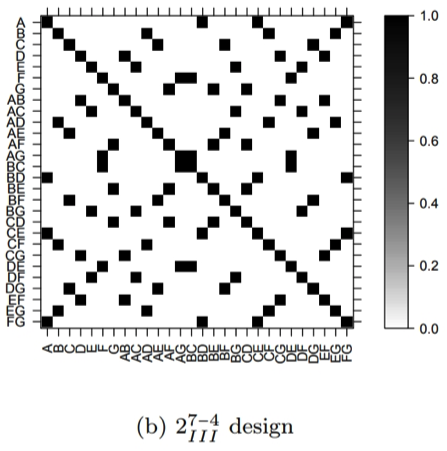 A
B
C
D
E
F
G
AB
AC
AD
AE
AF
AG
BC
BD
BE
BF
BG
CD
CE
CF
CG
DE
DF
DG
EF
EG
FG
A B C D E F G AB AC AD AE AF AG BC BD BE BF BG CD CE CF CG DE DF DG EF EG FG
1.0
0.8
0.6
0.4
0.2
0.0
(b) 2^{7-4}_{III} design